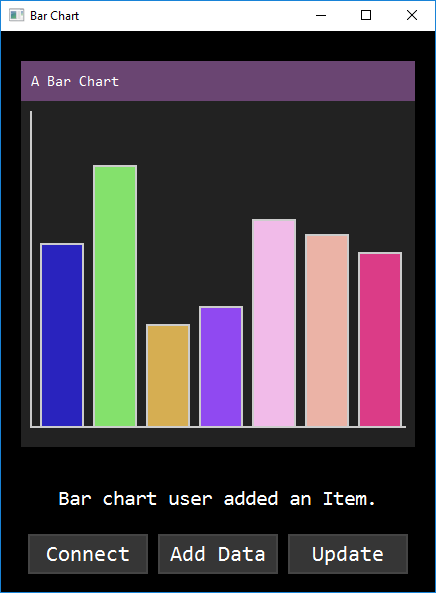 Bar Chart
A Bar Chart
Bar chart user added an Item.
Connect
Add Data
Update